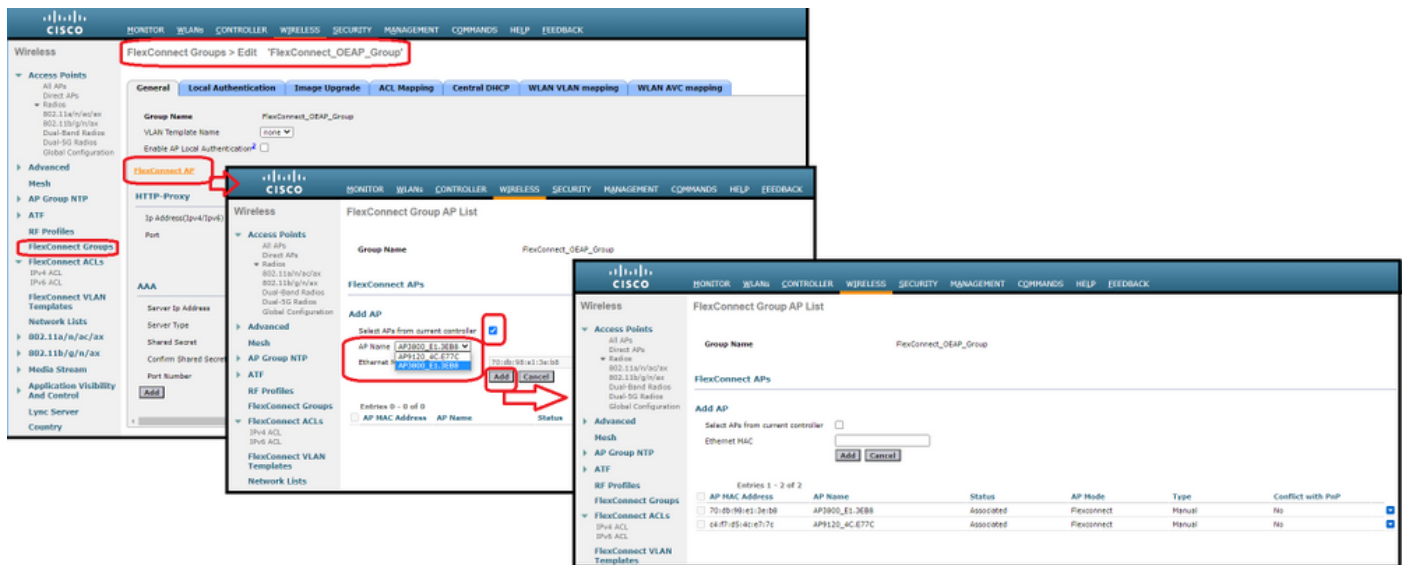 CISCO
MONITOR WLANs CONTROLLER WIRELESS SECURITY MANAGEMENT COMMANDS HELP FEEDBACK
Wireless
Access Points
All APs
Direct APs
Radios
802.11a/n/ac/ax
802.11b/g/n/ax
Dual-Band Radios
Dual-5G Radios
Global Configuration
Advanced
Mesh
AP Group NTP
ATF
RF Profiles
FlexConnect Groups
FlexConnect ACLs
IPv4 ACL
IPv6 ACL
FlexConnect VLAN
Templates
Network Lists
802.11a/n/ac/ax
802.11b/g/n/ax
Media Stream
Application Visibility
And Control
Lync Server
Country
FlexConnect Groups > Edit 'FlexConnect_OEAP_Group'
General Local Authentication Image Upgrade ACL Mapping Central DHCP WLAN VLAN mapping WLAN AVC mapping
Group Name FlexConnect_OEAP_Group
VLAN Template Name none
Enable AP Local Authentication2
FlexConnect AP
HTTP-Proxy
Ip Address(Ipv4/Ipv6)
Port
AAA
Server Ip Address
Server Type
Shared Secret
Confirm Shared Secret
Port Number
Add
CISCO
MONITOR WLANs CONTROLLER WIRELESS SECURITY MANAGEMENT COMMANDS HELP FEEDBACK
Wireless
Access Points
All APs
Direct APs
Radios
802.11a/n/ac/ax
802.11b/g/n/ax
Dual-Band Radios
Dual-5G Radios
Global Configuration
Advanced
Mesh
AP Group NTP
ATF
RF Profiles
FlexConnect Groups
FlexConnect ACLs
IPv4 ACL
IPv6 ACL
FlexConnect VLAN
Templates
Network Lists
FlexConnect Group AP List
Group Name FlexConnect_OEAP_Group
FlexConnect APs
Add AP
Select APs from current controller
AP Name AP3800_E1.3EB8
AP9120_4C.E77C
AP3800_E1.3EB8
Ethernet 70:db:98:e1:3e:b8
Add Cancel
Entries 0 - 0 of 0
AP MAC Address AP Name Status
CISCO
MONITOR WLANs CONTROLLER WIRELESS SECURITY MANAGEMENT COMMANDS HELP FEEDBACK
Wireless
Access Points
All APs
Direct APs
Radios
802.11a/n/ac/ax
802.11b/g/n/ax
Dual-Band Radios
Dual-5G Radios
Global Configuration
Advanced
Mesh
AP Group NTP
ATF
RF Profiles
FlexConnect Groups
FlexConnect ACLs
IPv4 ACL
IPv6 ACL
FlexConnect VLAN
Templates
FlexConnect Group AP List
Group Name FlexConnect_OEAP_Group
FlexConnect APs
Add AP
Select APs from current controller
Ethernet MAC
Add Cancel
Entries 1 - 2 of 2
AP MAC Address AP Name Status AP Mode Type Conflict with PnP
70:db:98:e1:3e:b8 AP3800_E1.3EB8 Associated Flexconnect Manual No
c4:f7:d5:4c:e7:7c AP9120_4C.E77C Associated Flexconnect Manual No